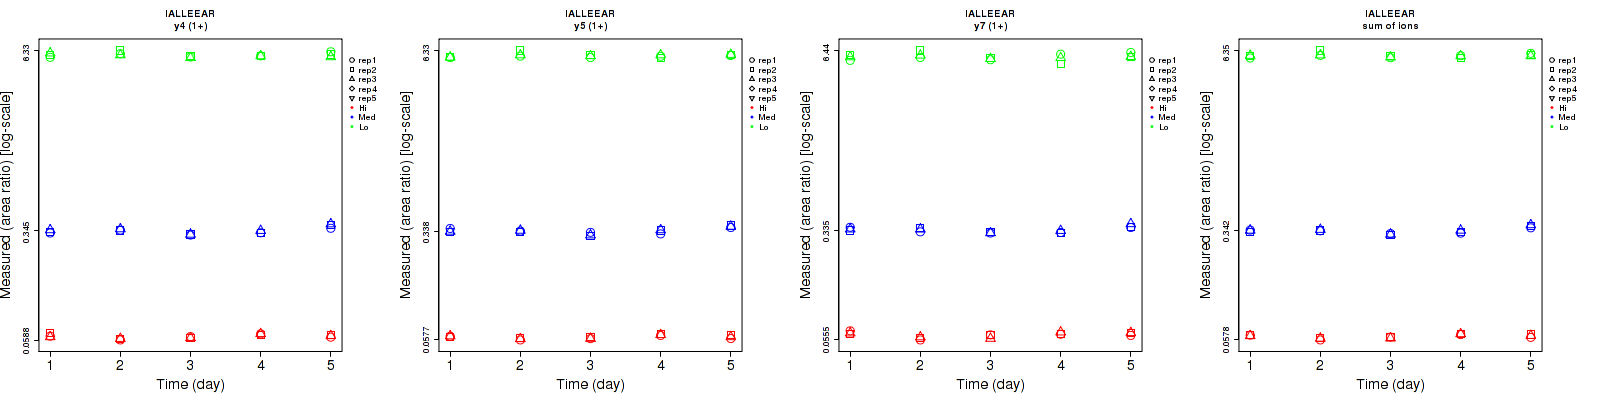 IALLEEAR
y4 (1+)
Measured (area ratio) [log-scale]
6.33
0.345
0.0588
1 2 3 4 5
Time (day)
rep1
rep2
rep3
rep4
rep5
Hi
Med
Lo
IALLEEAR
y5 (1+)
Measured (area ratio) [log-scale]
6.33
0.338
0.0577
1 2 3 4 5
Time (day)
rep1
rep2
rep3
rep4
rep5
Hi
Med
Lo
IALLEEAR
y7 (1+)
Measured (area ratio) [log-scale]
6.44
0.335
0.0555
1 2 3 4 5
Time (day)
rep1
rep2
rep3
rep4
rep5
Hi
Med
Lo
IALLEEAR
sum of ions
Measured (area ratio) [log-scale]
6.35
0.342
0.0578
1 2 3 4 5
Time (day)
rep1
rep2
rep3
rep4
rep5
Hi
Med
Lo